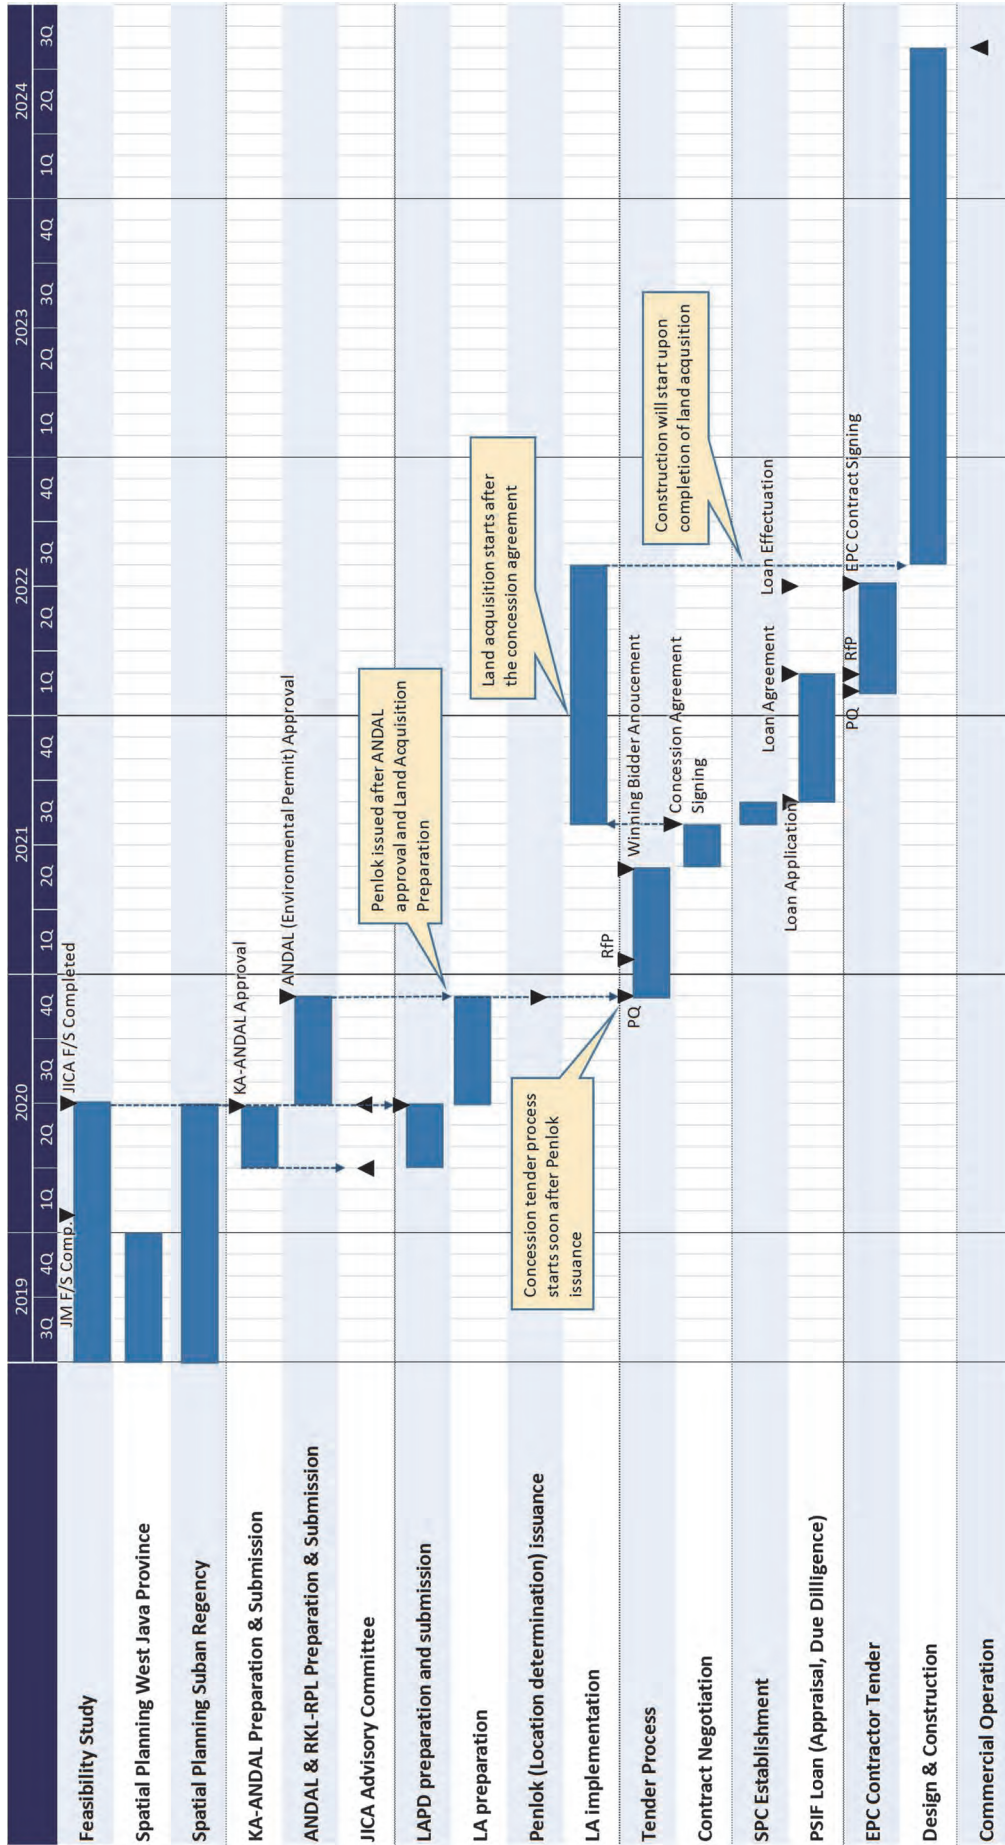 2019
2020
2021
2022
2023
2024
3Q
4Q
1Q
2Q
3Q
4Q
1Q
2Q
3Q
4Q
1Q
2Q
3Q
4Q
1Q
2Q
3Q
4Q
1Q
2Q
3Q
Feasibility Study
JM F/S Comp.
JICA F/S Completed
Spatial Planning West Java Province
Spatial Planning Suban Regency
KA-ANDAL Preparation & Submission
KA-ANDAL Approval
ANDAL & RKL-RPL Preparation & Submission
ANDAL (Environmental Permit) Approval
JICA Advisory Committee
Penlok issued after ANDAL
approval and Land Acquisition
Preparation
LAPD preparation and submission
LA preparation
Land acquisition starts after
the concession agreement
Penlok (Location determination) issuance
Concession tender process
starts soon after Penlok
issuance
LA implementation
Tender Process
PQ
RfP
Winning Bidder Anoucement
Construction will start upon
completion of land acqusition
Contract Negotiation
Concession Agreement
Signing
SPC Establishment
PSIF Loan (Appraisal, Due Dilligence)
Loan Application
Loan Agreement
Loan Effectuation
EPC Contractor Tender
PQ
RfP
EPC Contract Signing
Design & Construction
Commercial Operation